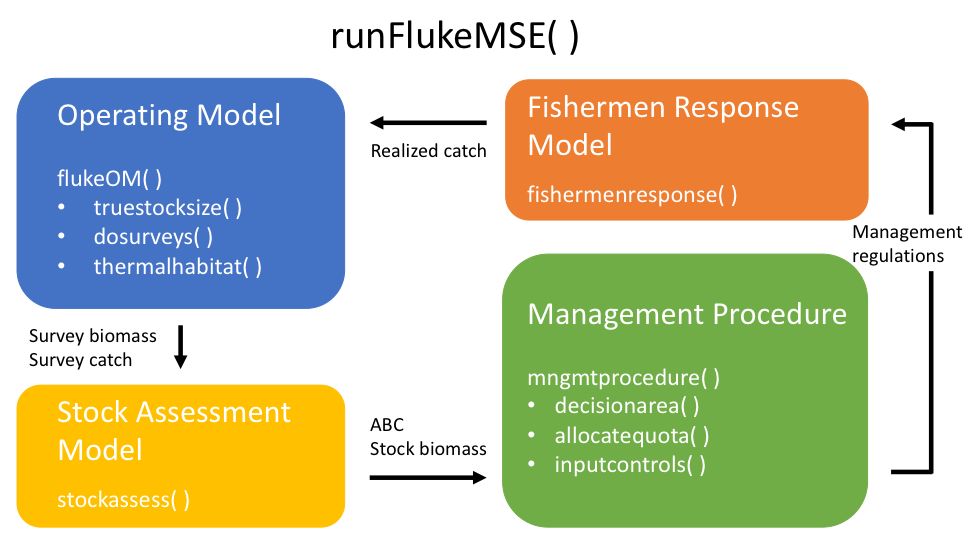 runFlukeMSE( )
Operating Model
flukeOM( )
• truestocksize( )
• dosurveys( )
• thermalhabitat( )
Realized catch
Fishermen Response
Model
fishermenresponse( )
Management
regulations
Survey biomass
Survey catch
Stock Assessment
Model
stockassess( )
ABC
Stock biomass
Management Procedure
mngmtprocedure( )
• decisionarea( )
• allocatequota( )
• inputcontrols( )